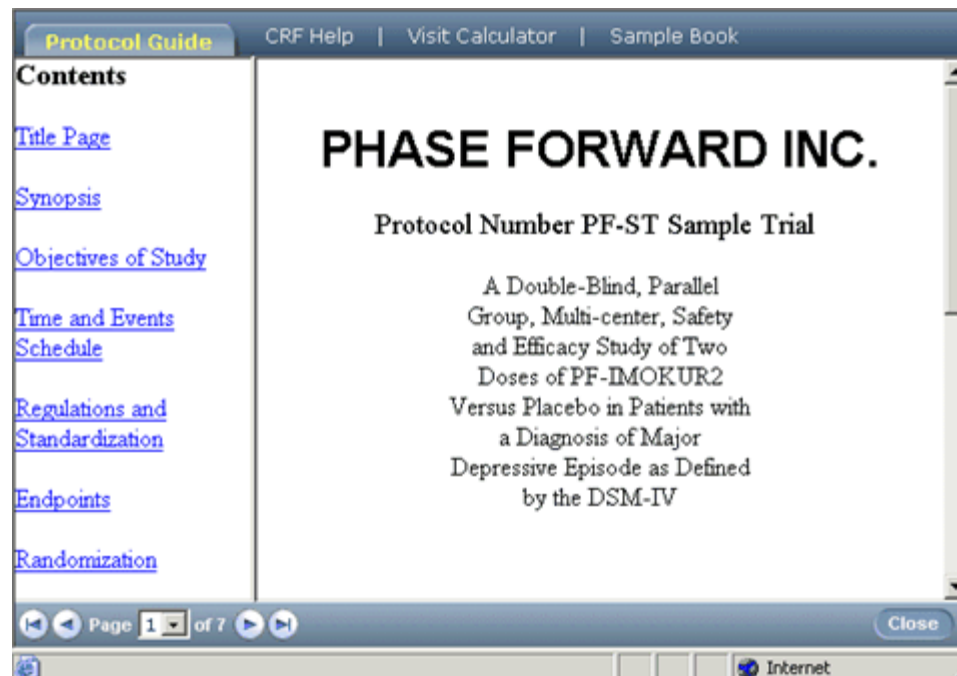 Protocol Guide CRF Help | Visit Calculator | Sample Book
Contents
Title Page
Synopsis
Objectives of Study
Time and Events
Schedule
Regulations and
Standardization
Endpoints
Randomization
PHASE FORWARD INC.
Protocol Number PF-ST Sample Trial
A Double-Blind, Parallel
Group, Multi-center, Safety
and Efficacy Study of Two
Doses of PF-IMOKUR2
Versus Placebo in Patients with
a Diagnosis of Major
Depressive Episode as Defined
by the DSM-IV
Page 1 of 7
Close
Internet